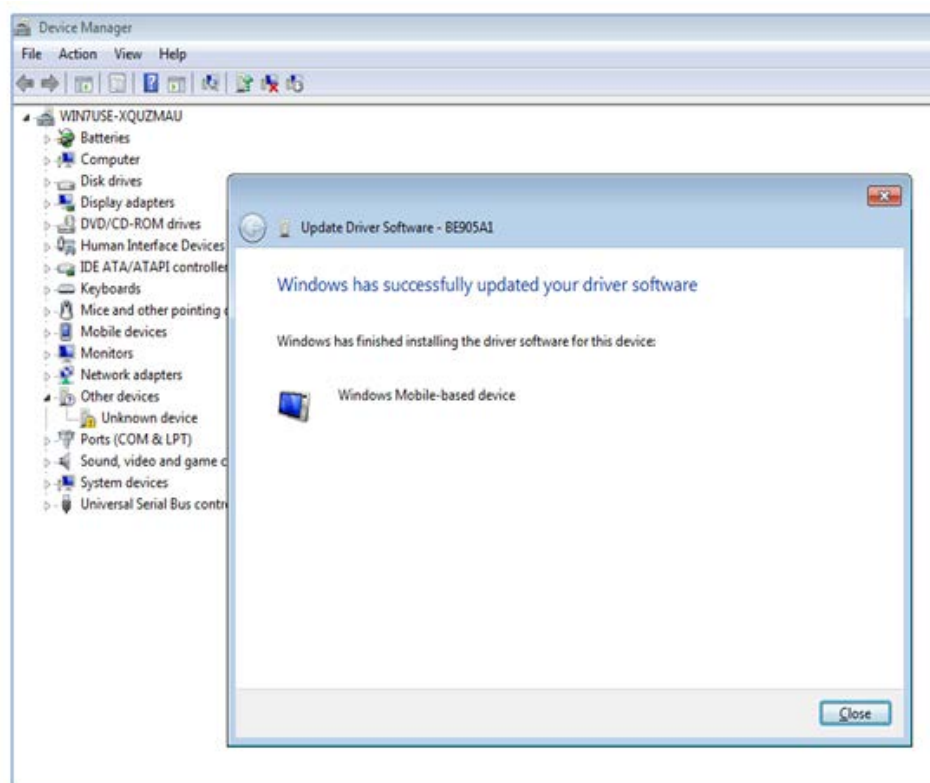 Device Manager
File Action View Help
WIN7USE-XQUZMAU
Batteries
Computer
Disk drives
Display adapters
DVD/CD-ROM drives
Human Interface Devices
IDE ATA/ATAPI controller
Keyboards
Mice and other pointing
Mobile devices
Monitors
Network adapters
Other devices
Unknown device
Ports (COM & LPT)
Sound, video and game
System devices
Universal Serial Bus contr
Update Driver Software - BE905A1
Windows has successfully updated your driver software
Windows has finished installing the driver software for this device:
Windows Mobile-based device
Close